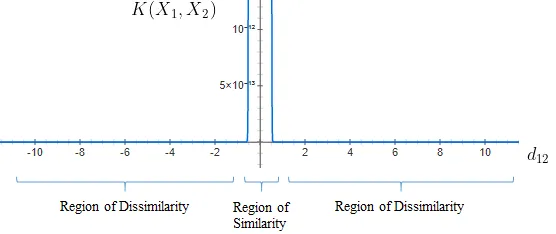 K(X₁, X₂)
10⁻¹²
5×10⁻¹³
-10 -8 -6 -4 -2 2 4 6 8 10
d₁₂
Region of Dissimilarity Region of Region of Dissimilarity
Similarity